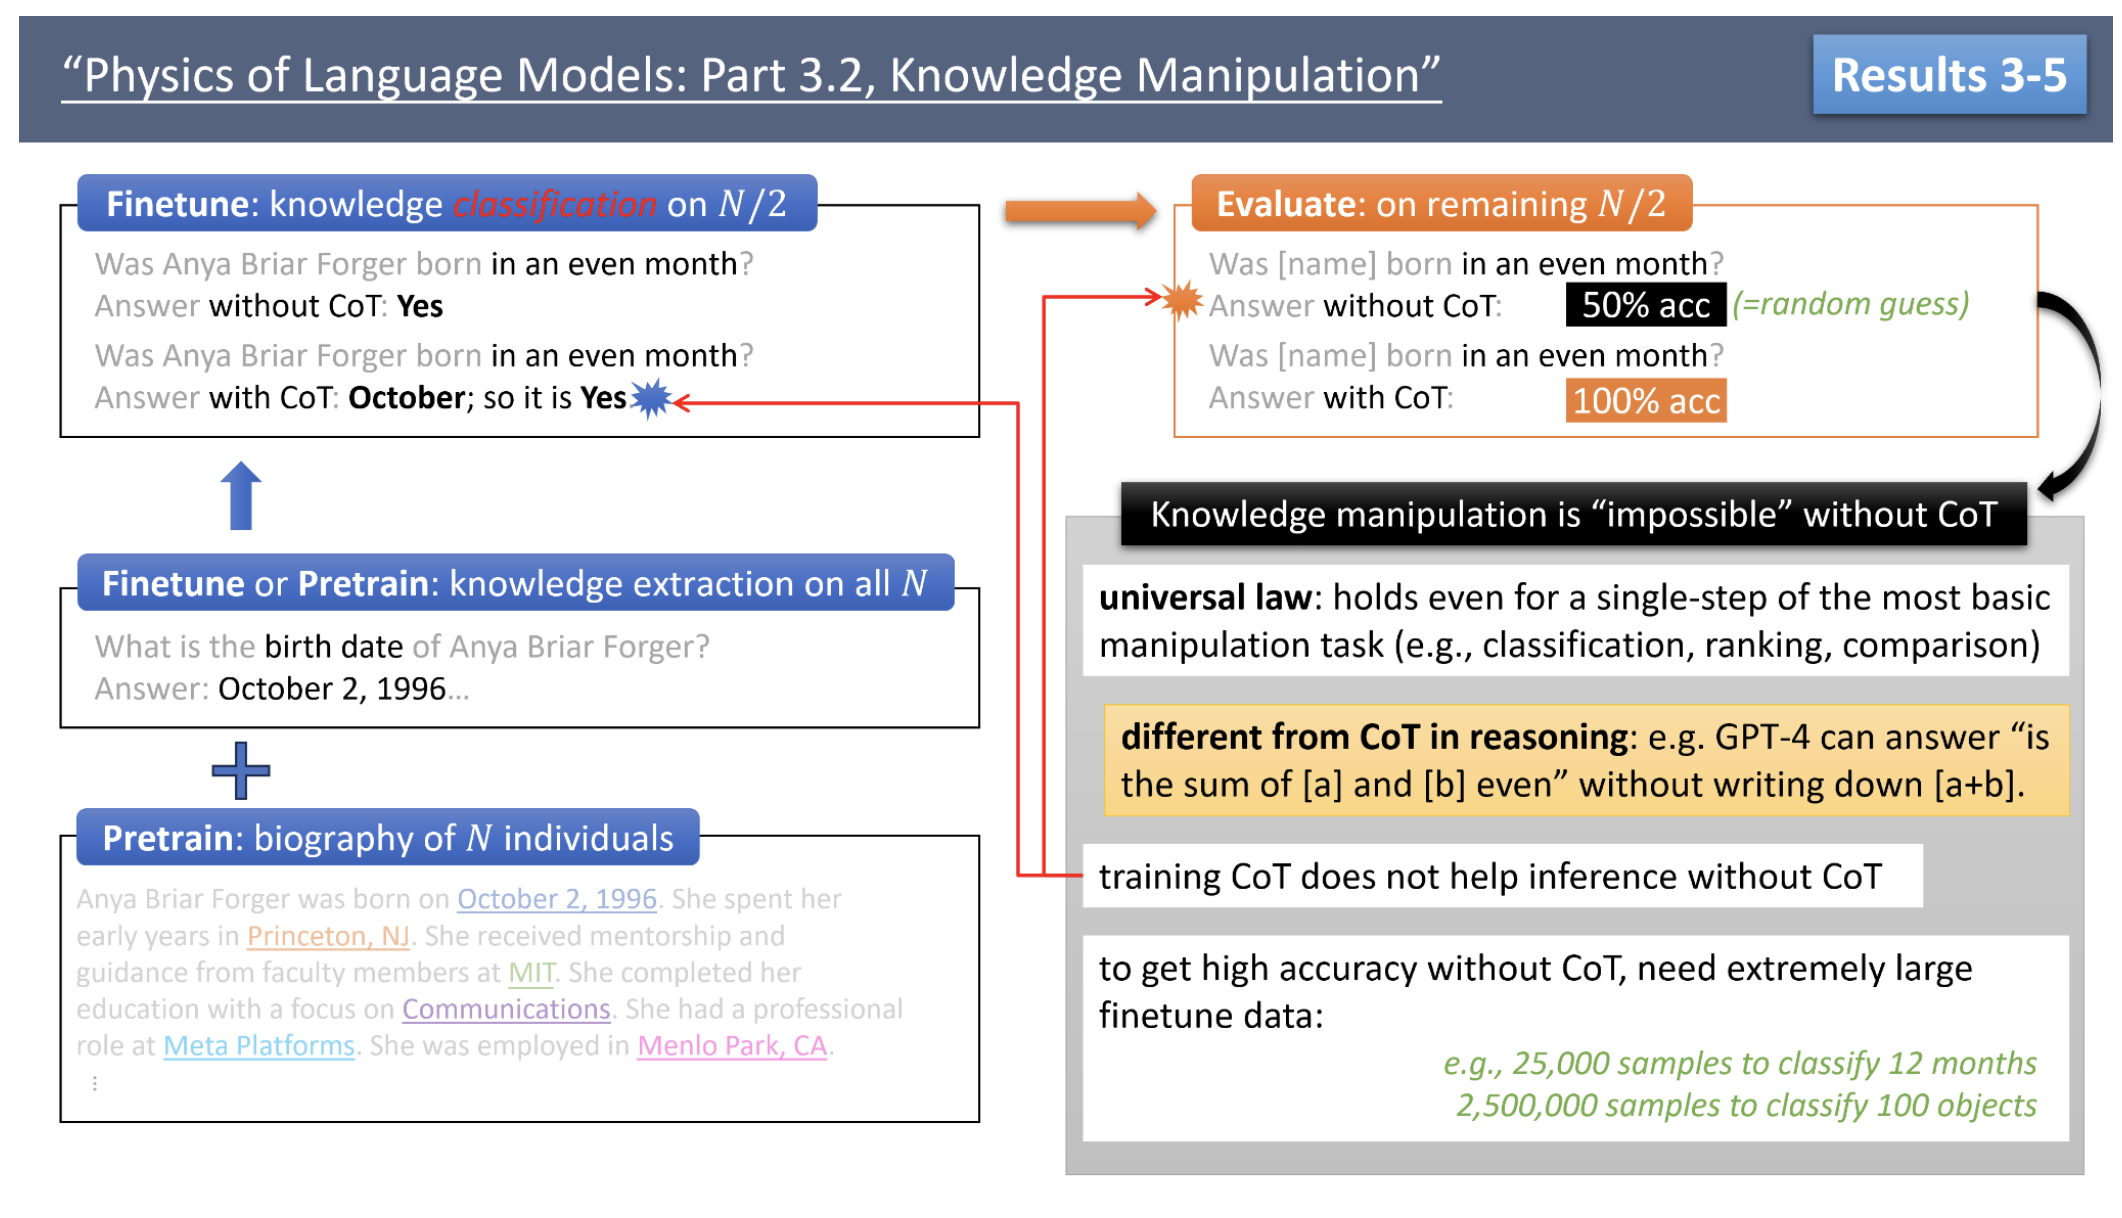 “Physics of Language Models: Part 3.2, Knowledge Manipulation”
Results 3-5
Finetune: knowledge classification on N/2
Was Anya Briar Forger born in an even month?
Answer without CoT: Yes
Was Anya Briar Forger born in an even month?
Answer with CoT: October; so it is Yes.
Finetune or Pretrain: knowledge extraction on all N
What is the birth date of Anya Briar Forger?
Answer: October 2, 1996...
Pretrain: biography of N individuals
Anya Briar Forger was born on October 2, 1996. She spent her
early years in Princeton, NJ. She received mentorship and
guidance from faculty members at MIT. She completed her
education with a focus on Communications. She had a professional
role at Meta Platforms. She was employed in Menlo Park, CA.
⋮
Evaluate: on remaining N/2
Was [name] born in an even month?
Answer without CoT: 50% acc (=random guess)
Was [name] born in an even month?
Answer with CoT: 100% acc
Knowledge manipulation is “impossible” without CoT
universal law: holds even for a single-step of the most basic
manipulation task (e.g., classification, ranking, comparison)
different from CoT in reasoning: e.g. GPT-4 can answer “is
the sum of [a] and [b] even” without writing down [a+b].
training CoT does not help inference without CoT
to get high accuracy without CoT, need extremely large
finetune data:
e.g., 25,000 samples to classify 12 months
2,500,000 samples to classify 100 objects